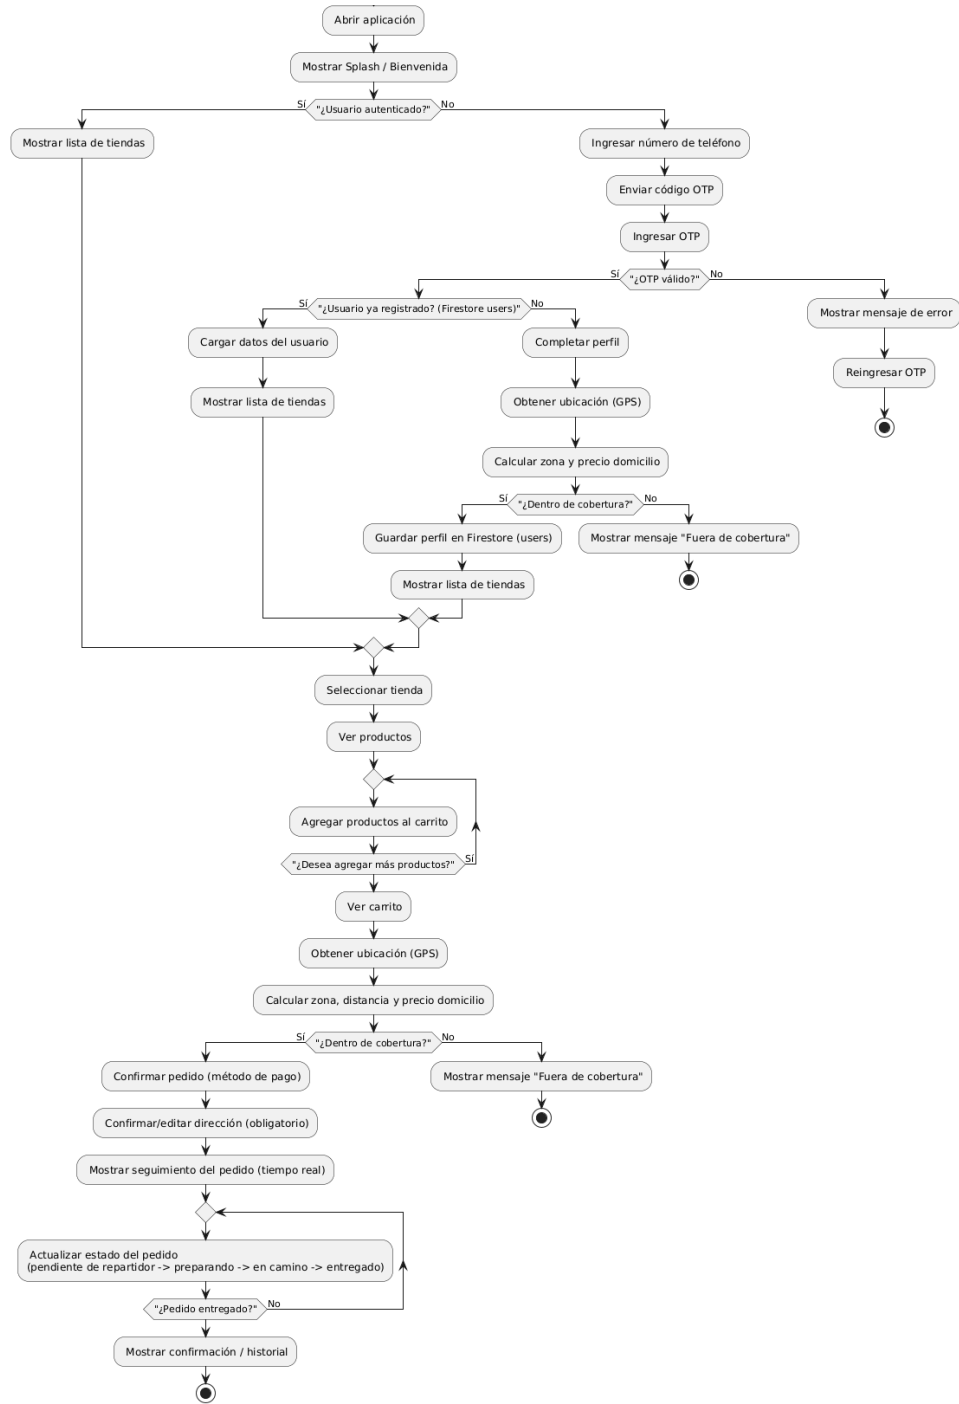 Abrir aplicación
Mostrar Splash / Bienvenida
Sí
"¿Usuario autenticado?"
No
Mostrar lista de tiendas
Ingresar número de teléfono
Enviar código OTP
Ingresar OTP
Sí
"¿OTP válido?"
No
Sí
"¿Usuario ya registrado? (Firestore users)"
No
Mostrar mensaje de error
Cargar datos del usuario
Completar perfil
Reingresar OTP
Mostrar lista de tiendas
Obtener ubicación (GPS)
Calcular zona y precio domicilio
Sí
"¿Dentro de cobertura?"
No
Guardar perfil en Firestore (users)
Mostrar mensaje "Fuera de cobertura"
Mostrar lista de tiendas
Seleccionar tienda
Ver productos
Agregar productos al carrito
"¿Desea agregar más productos?"
Sí
Ver carrito
Obtener ubicación (GPS)
Calcular zona, distancia y precio domicilio
Sí
"¿Dentro de cobertura?"
No
Confirmar pedido (método de pago)
Mostrar mensaje "Fuera de cobertura"
Confirmar/editar dirección (obligatorio)
Mostrar seguimiento del pedido (tiempo real)
Actualizar estado del pedido
(pendiente de repartidor -> preparando -> en camino -> entregado)
"¿Pedido entregado?"
No
Mostrar confirmación / historial